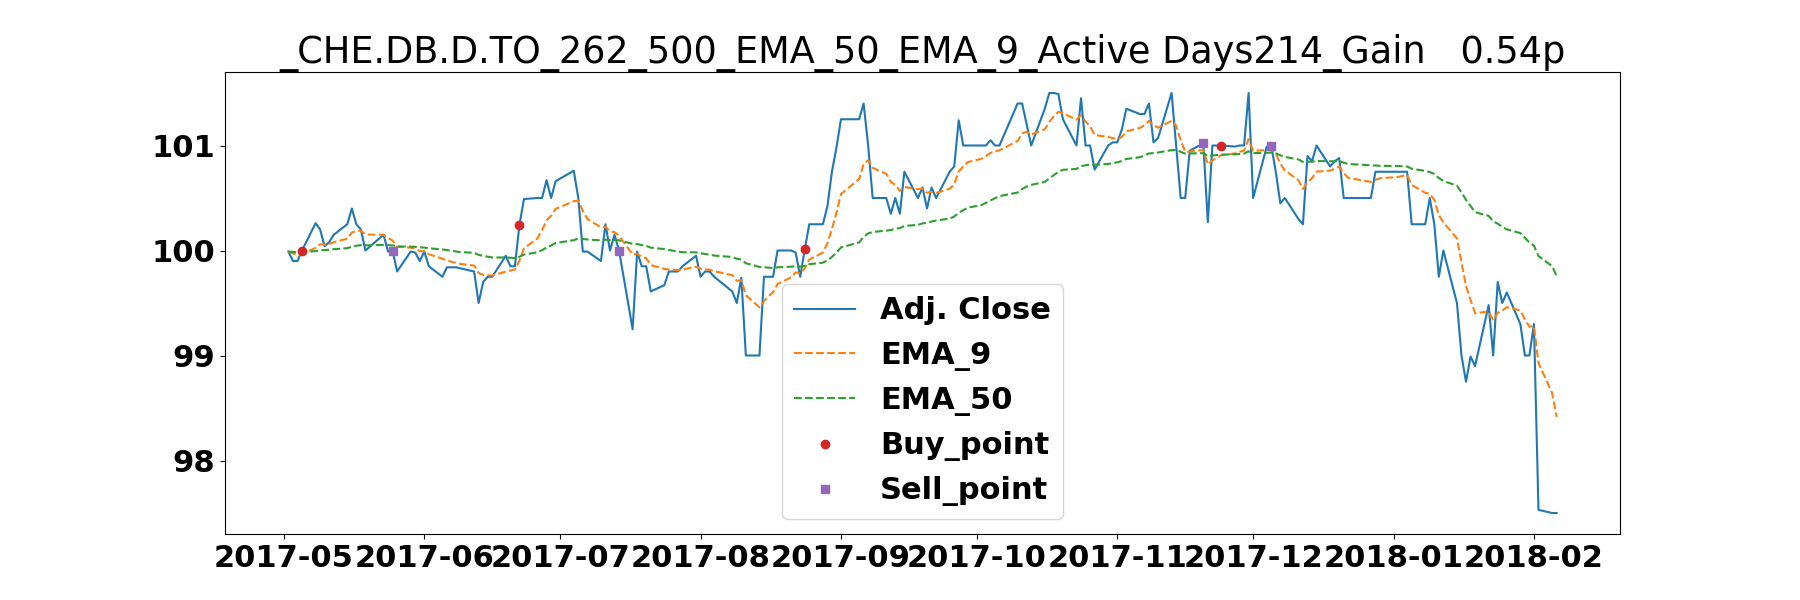 _CHE.DB.D.TO_262_500_EMA_50_EMA_9_Active Days214_Gain   0.54p
101
100
99
98
Adj. Close
EMA_9
EMA_50
Buy_point
Sell_point
2017-05 2017-06 2017-07 2017-08 2017-09 2017-10 2017-11 2017-12 2018-01 2018-02